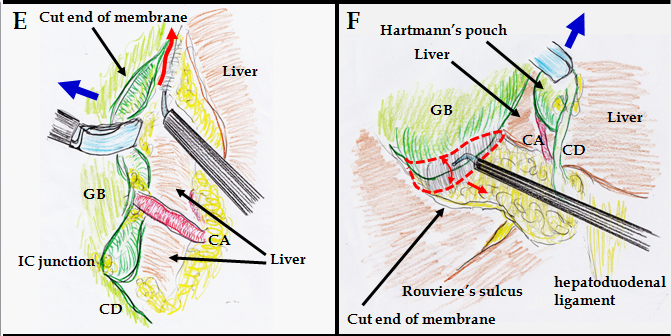 E
Cut end of membrane
Liver
GB
CA
IC junction
Liver
CD
F
Hartmann's pouch
Liver
GB
Liver
CA
CD
Rouviere's sulcus
hepatoduodenal
ligament
Cut end of membrane